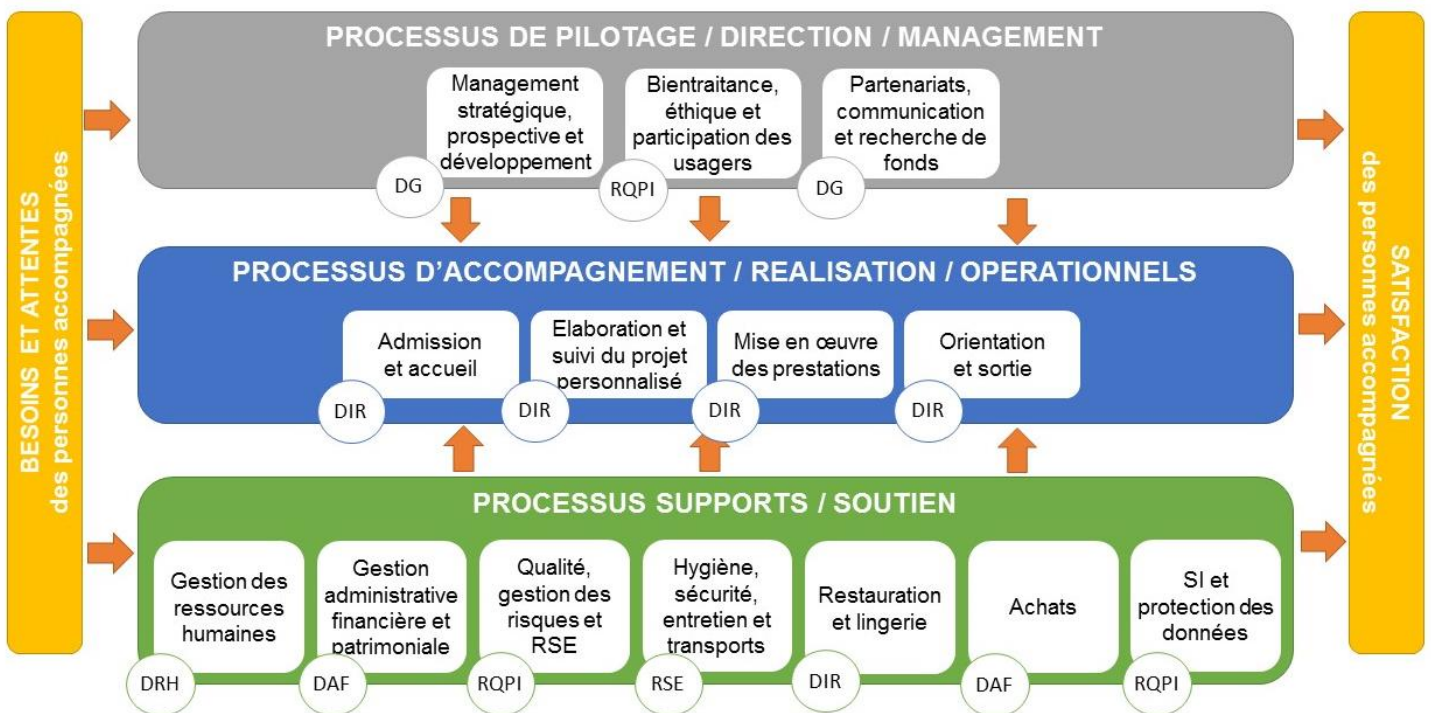 BESOINS ET ATTENTES
des personnes accompagnées
PROCESSUS DE PILOTAGE / DIRECTION / MANAGEMENT
Management
stratégique,
prospective et
développement
DG
Bientraitance,
éthique et
participation des
usagers
RQPI
Partenariats,
communication
et recherche de
fonds
DG
PROCESSUS D’ACCOMPAGNEMENT / REALISATION / OPERATIONNELS
Admission
et accueil
DIR
Elaboration et
suivi du projet
personnalisé
DIR
Mise en œuvre
des prestations
DIR
Orientation
et sortie
DIR
PROCESSUS SUPPORTS / SOUTIEN
Gestion des
ressources
humaines
DRH
Gestion
administrative
financière et
patrimoniale
DAF
Qualité,
gestion des
risques et
RSE
RQPI
Hygiène,
sécurité,
entretien et
transports
RSE
Restauration
et lingerie
DIR
Achats
DAF
SI et
protection des
données
RQPI
SATISFACTION
des personnes accompagnées